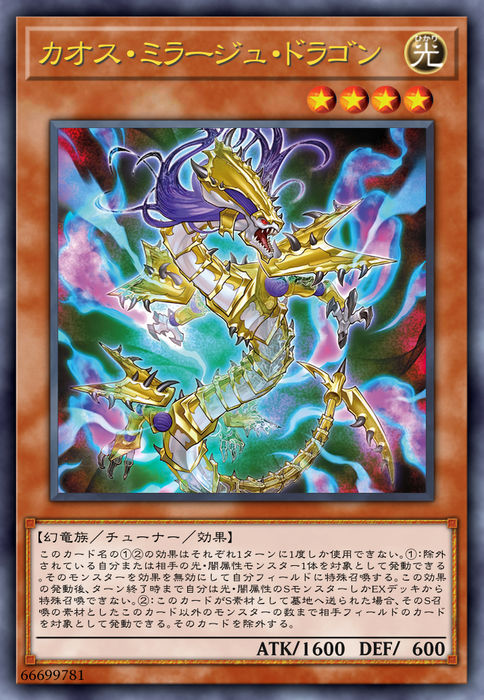 カオス・ミラージュ・ドラゴン
ひかり
光
【幻竜族／チューナー／効果】
このカード名の①②の効果はそれぞれ1ターンに1度しか使用できない。①：除外
されている自分または相手の光・闇属性モンスター1体を対象として発動でき
る。そのモンスターを効果を無効にして自分フィールドに特殊召喚する。この効果
の発動後、ターン終了時まで自分は光・闇属性のSモンスターしかEXデッキから
特殊召喚できない。②：このカードがS素材として墓地へ送られた場合、そのS召
喚の素材としたこのカード以外のモンスターの数まで相手フィールドのカード
を対象として発動できる。そのカードを除外する。
ATK/1600 DEF/ 600
66699781